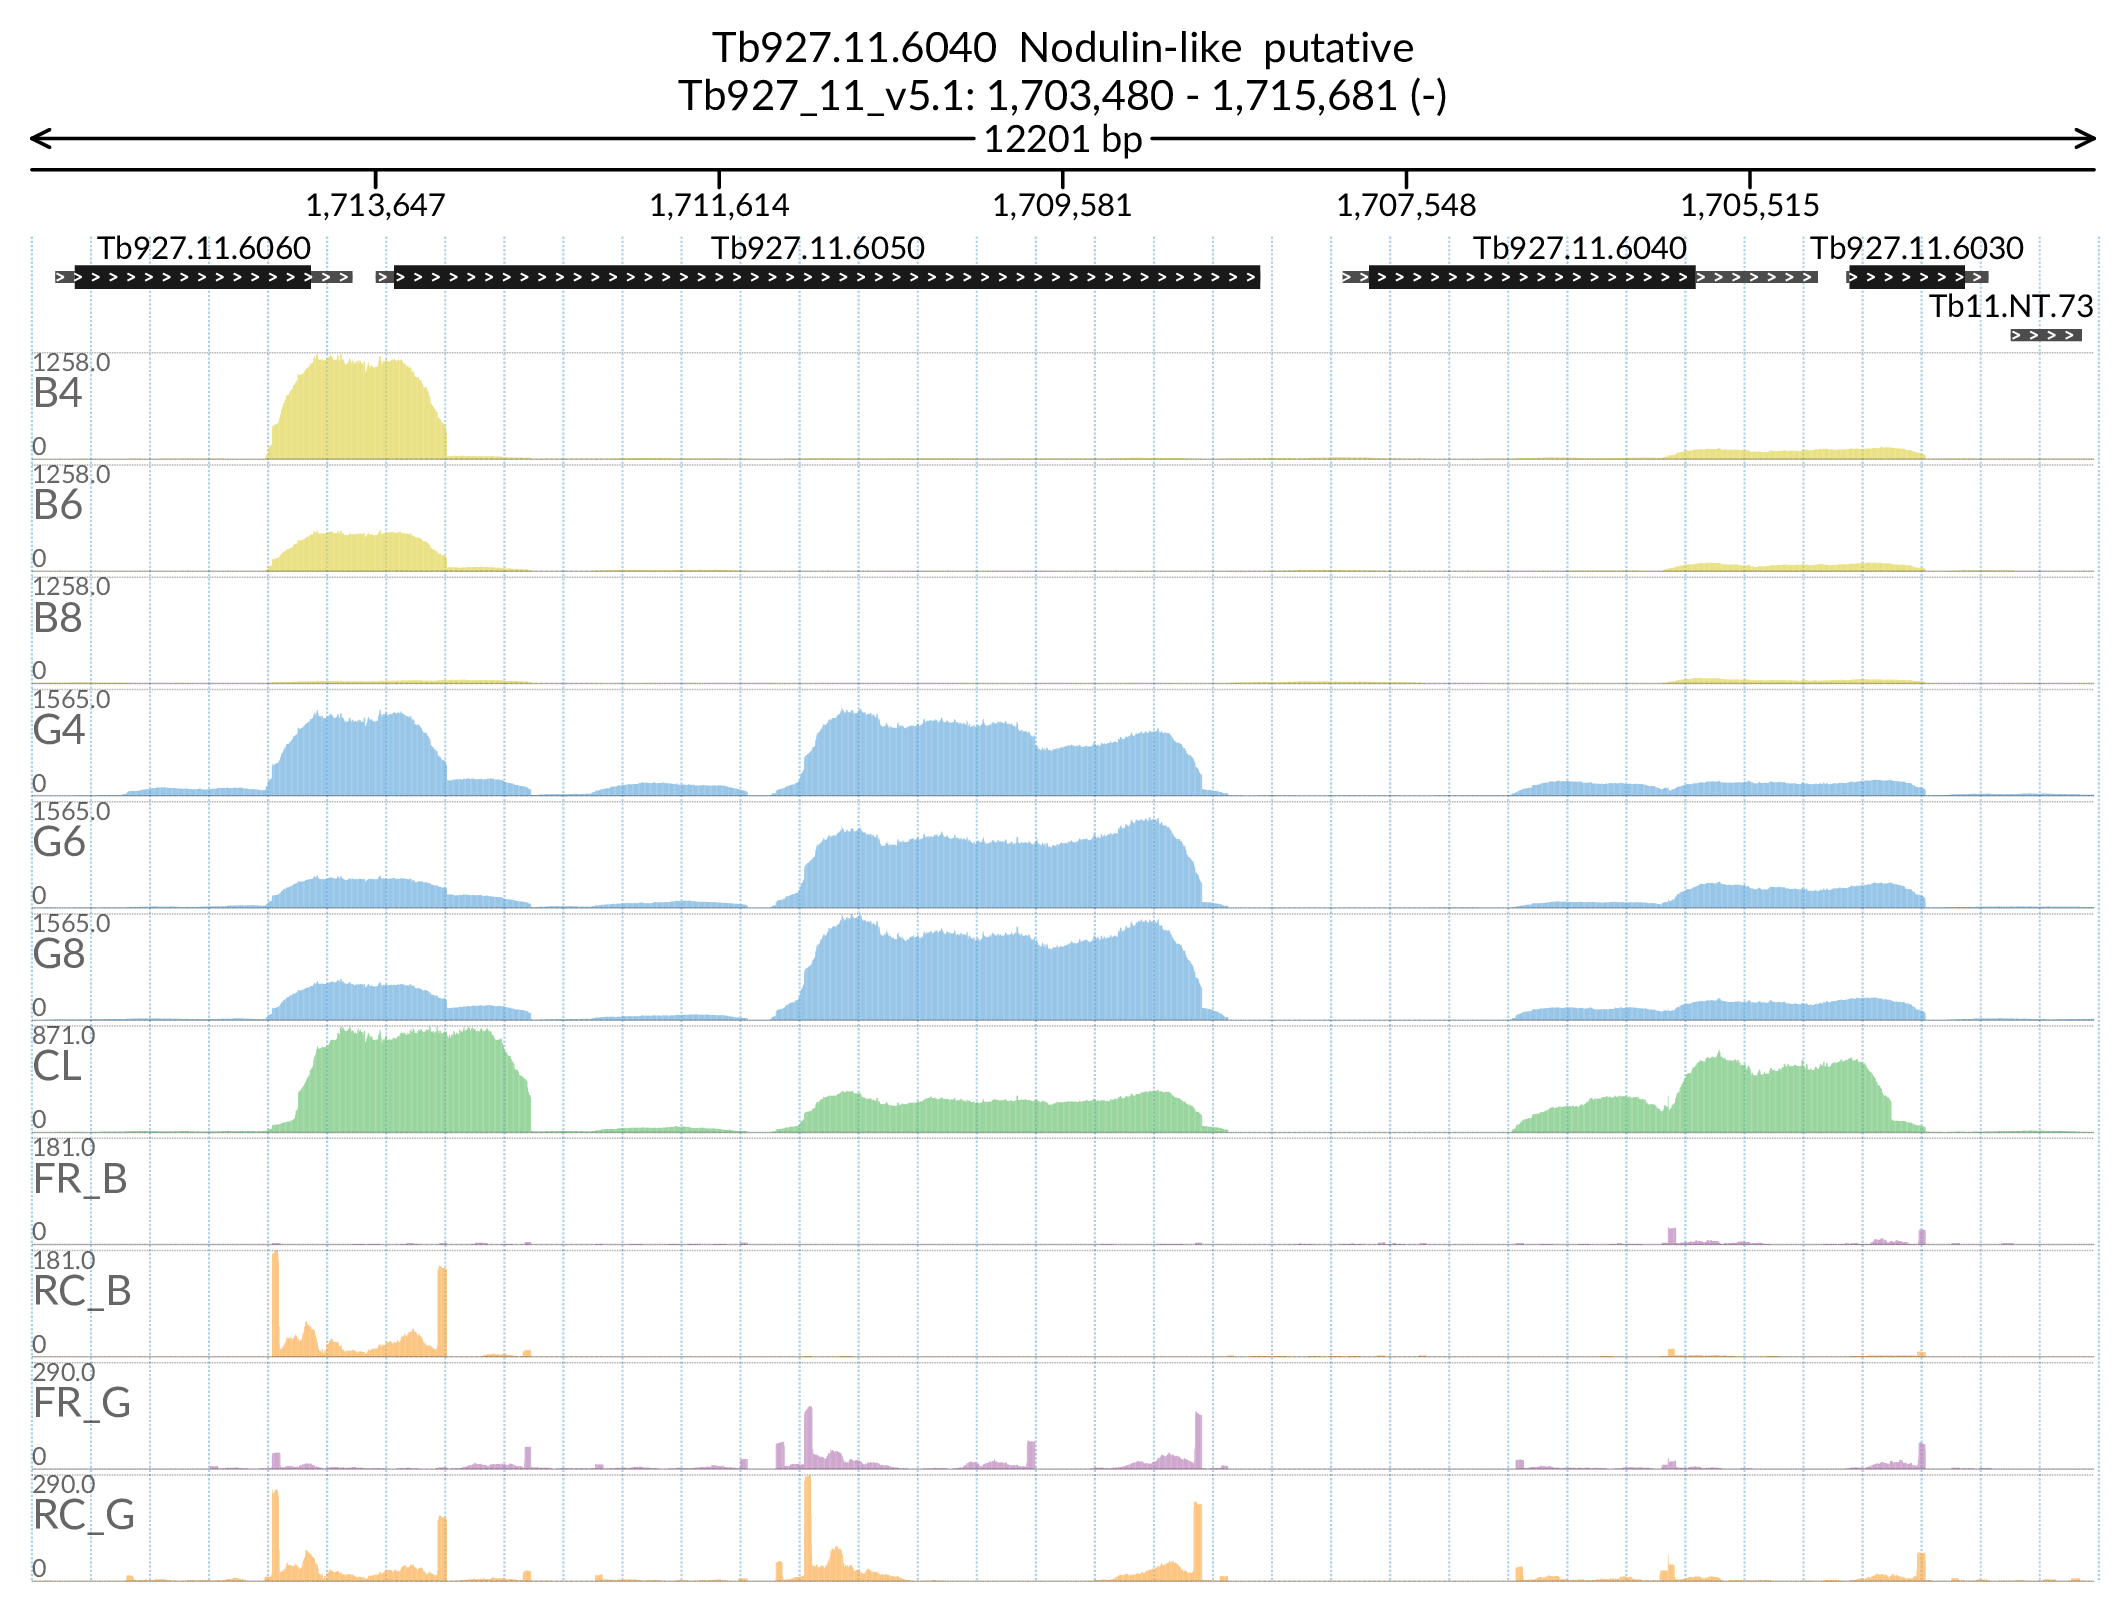 Tb927.11.6040 Nodulin-like putative
Tb927_11_v5.1: 1,703,480 - 1,715,681 (-)
12201 bp
1,713,647 1,711,614 1,709,581 1,707,548 1,705,515
Tb927.11.6060 Tb927.11.6050 Tb927.11.6040 Tb927.11.6030
Tb11.NT.73
1258.0
B4
0
1258.0
B6
0
1258.0
B8
0
1565.0
G4
0
1565.0
G6
0
1565.0
G8
0
871.0
CL
0
181.0
FR_B
0
181.0
RC_B
0
290.0
FR_G
0
290.0
RC_G
0